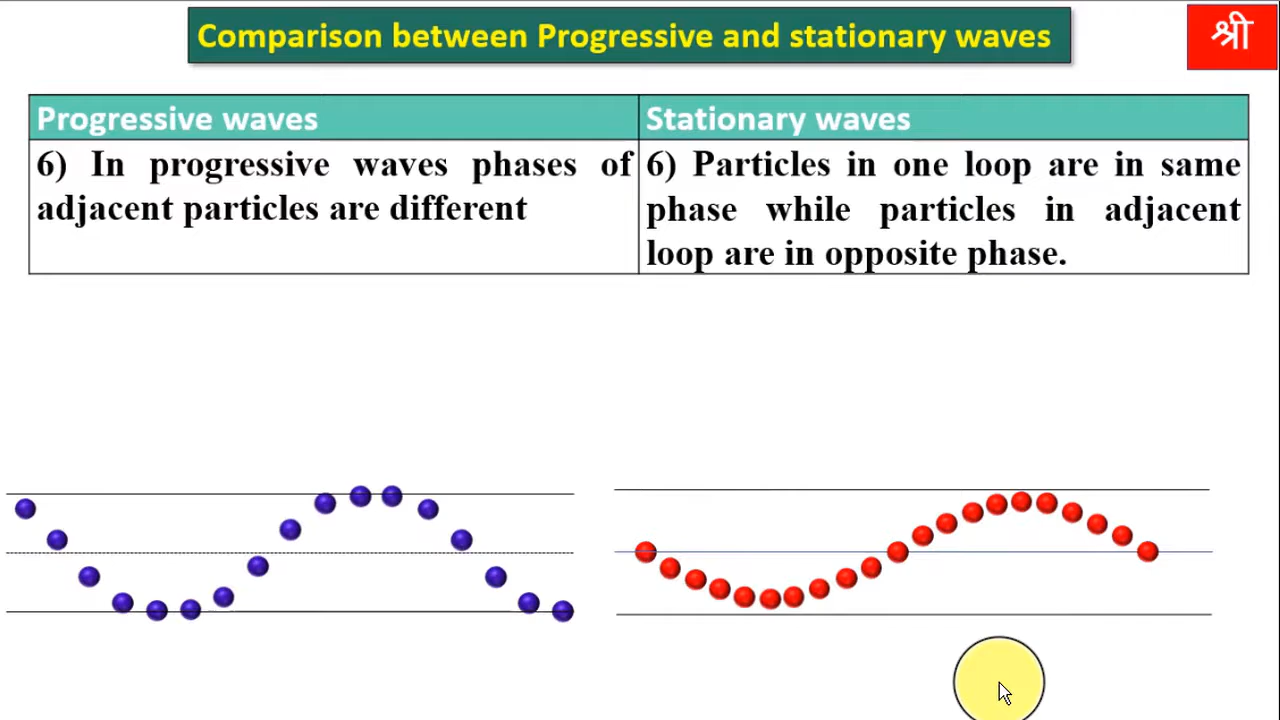 Comparison between Progressive and stationary waves
श्री
Progressive waves
Stationary waves
6) In progressive waves phases of
adjacent particles are different
6) Particles in one loop are in same
phase while particles in adjacent
loop are in opposite phase.